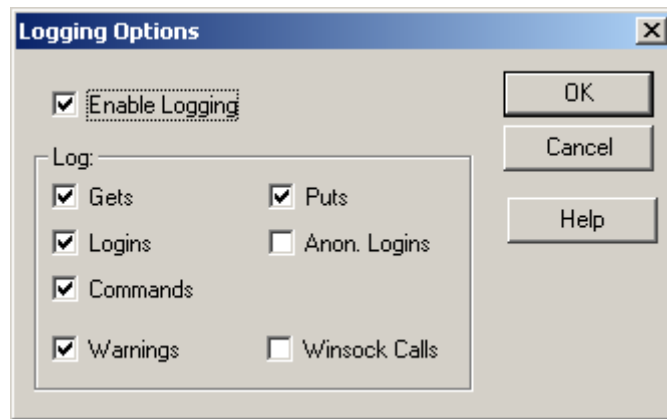 Logging Options
Enable Logging
OK
Cancel
Help
Log:
Gets
Puts
Logins
Anon. Logins
Commands
Warnings
Winsock Calls